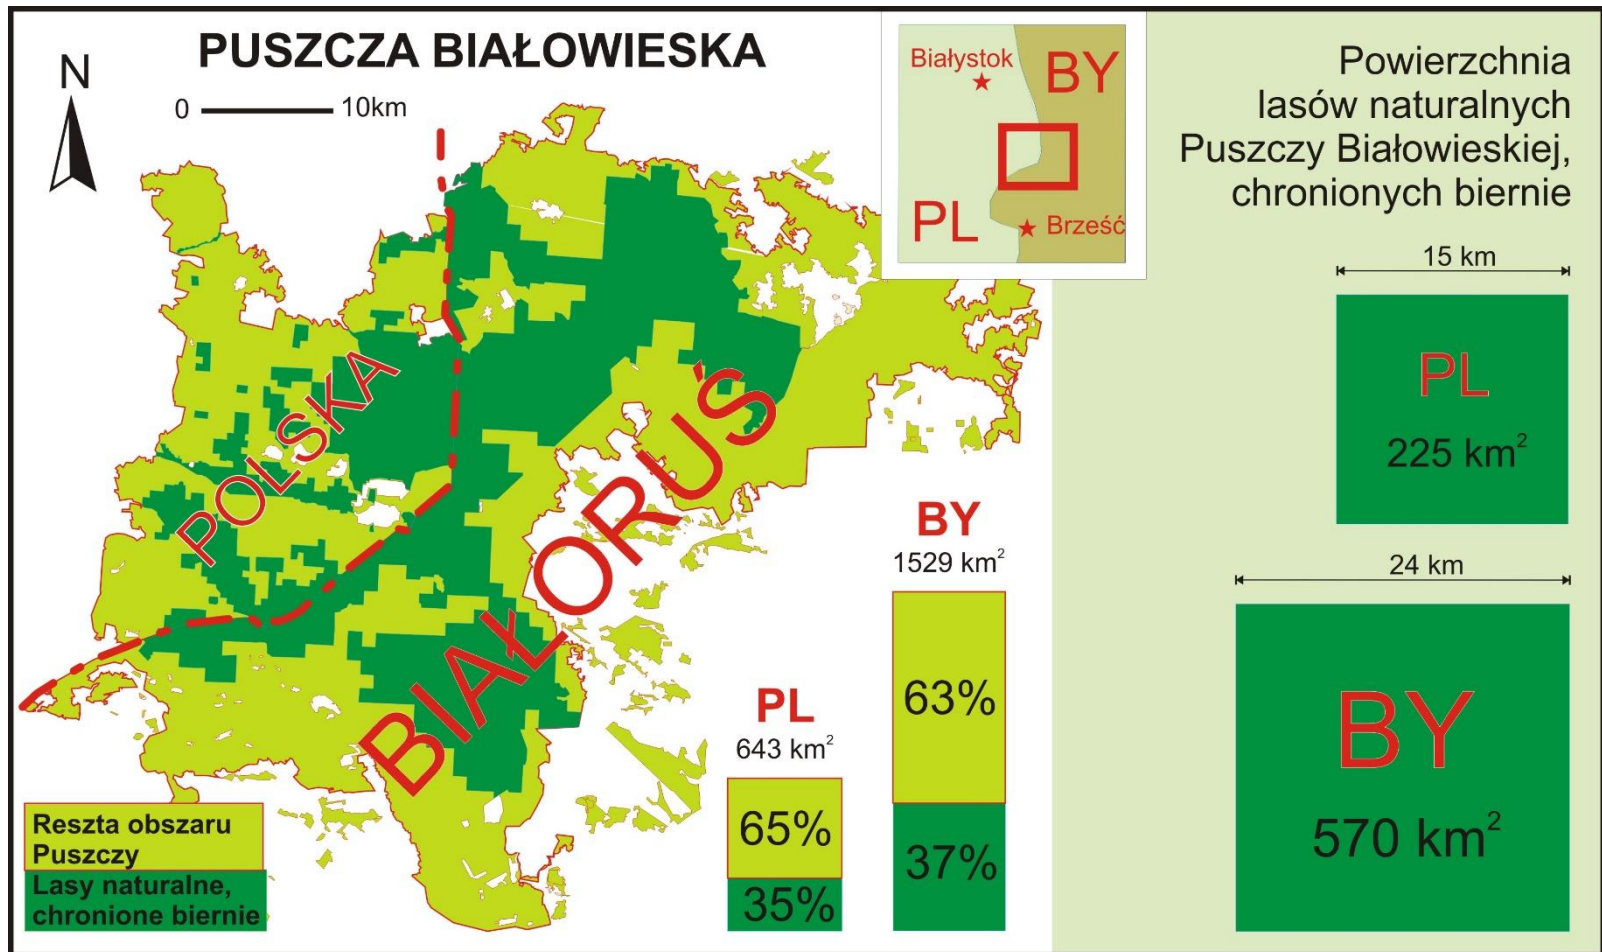 PUSZCZA BIAŁOWIESKA
N
0 10km
POLSKA
BIAŁORUŚ
Białystok
BY
PL
Brześć
PL
643 km²
65%
35%
BY
1529 km²
63%
37%
Reszta obszaru
Puszczy
Lasy naturalne,
chronione biernie
Powierzchnia
lasów naturalnych
Puszczy Białowieskiej,
chronionych biernie
15 km
PL
225 km²
24 km
BY
570 km²